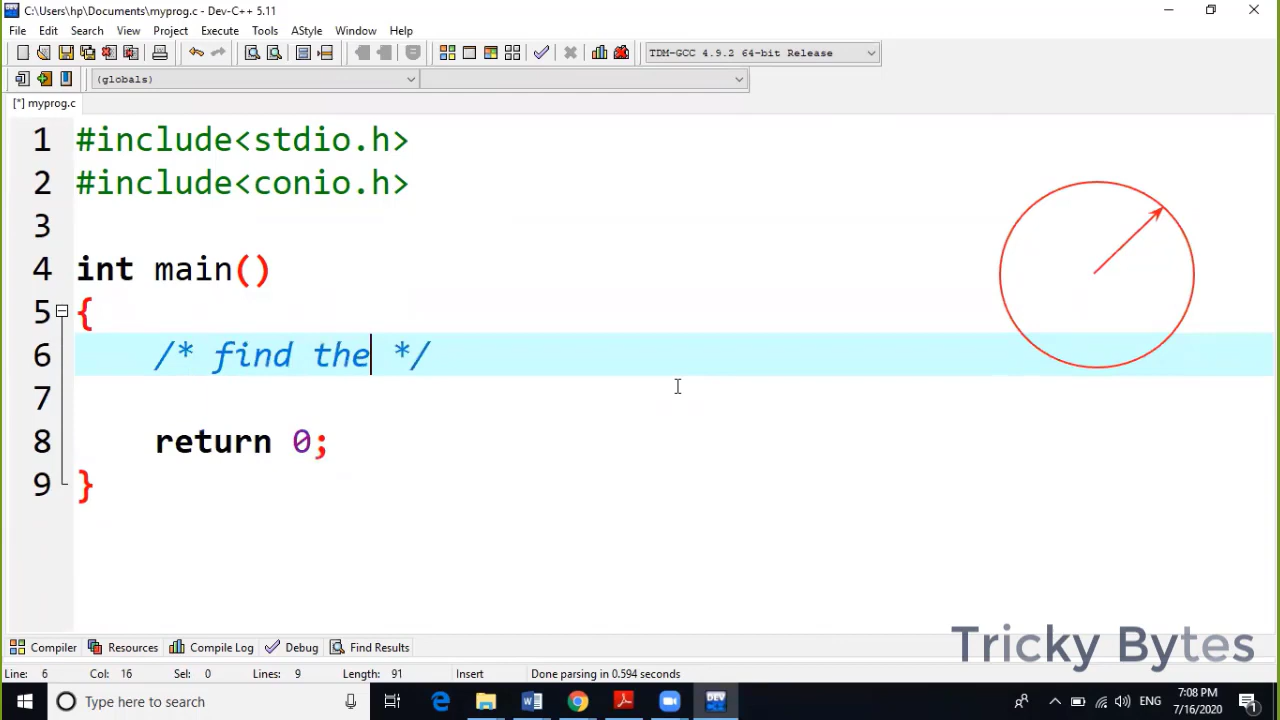 C:\Users\hp\Documents\myprog.c - Dev-C++ 5.11
File Edit Search View Project Execute Tools AStyle Window Help
TDM-GCC 4.9.2 64-bit Release
(globals)
[*] myprog.c
1 #include<stdio.h>
2 #include<conio.h>
3
4 int main()
5 {
6 /* find the */
7
8 return 0;
9 }
Tricky Bytes
Compiler Resources Compile Log Debug Find Results
Line: 6 Col: 16 Sel: 0 Lines: 9 Length: 91 Insert Done parsing in 0.594 seconds
Type here to search
ENG
7:08 PM
7/16/2020
1